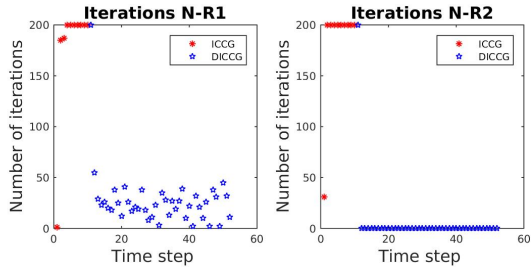 Iterations N-R1
Number of iterations
200
150
100
50
0
0
20
40
60
Time step
ICCG
DICCG
Iterations N-R2
Number of iterations
200
150
100
50
0
0
20
40
60
Time step
ICCG
DICCG